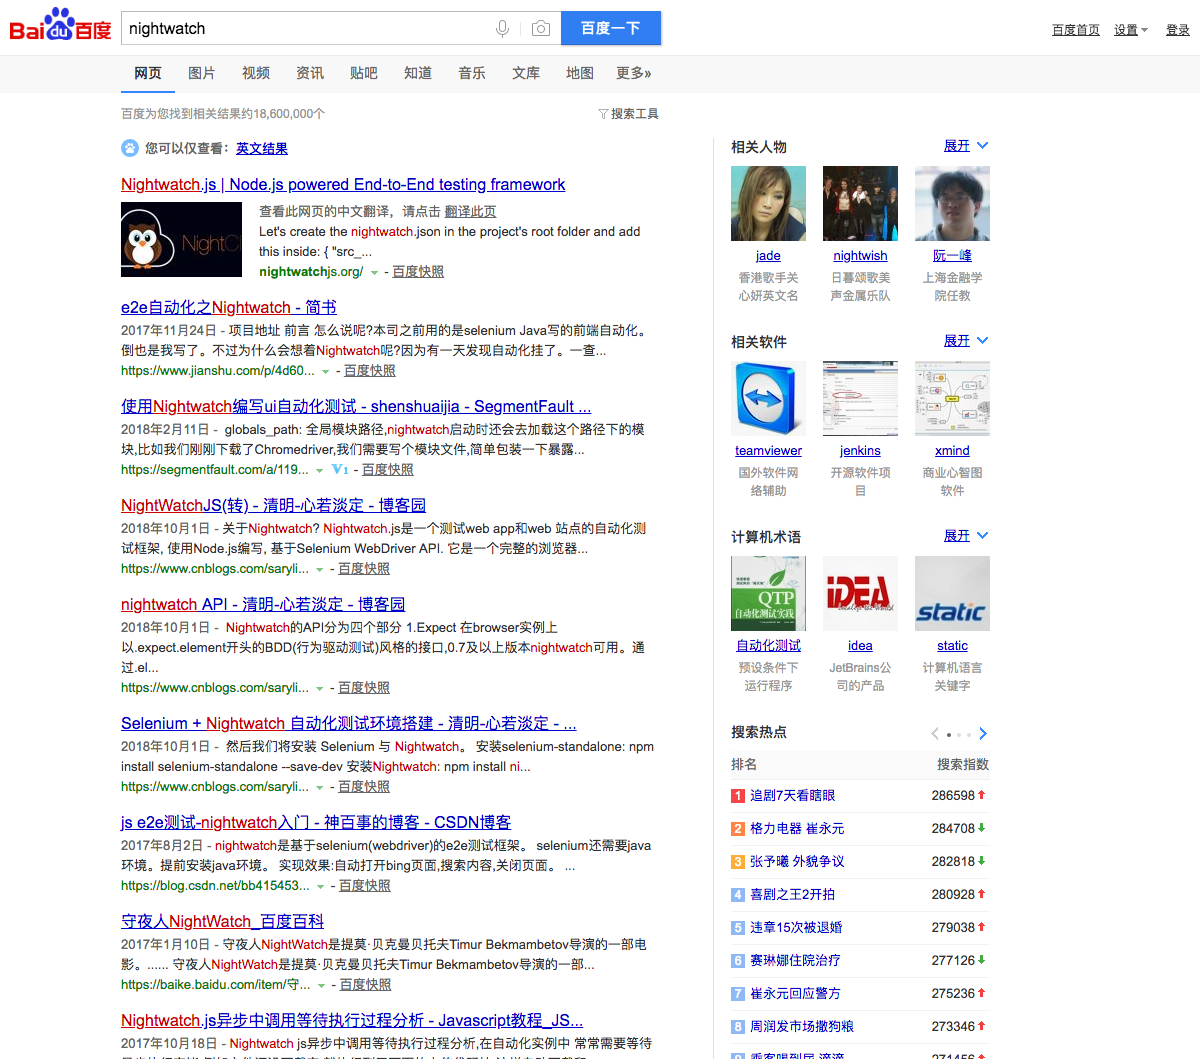 Bai du 百度
nightwatch
百度一下
百度首页 设置 登录
网页 图片 视频 资讯 贴吧 知道 音乐 文库 地图 更多»
百度为您找到相关结果约18,600,000个
搜索工具
您可以仅查看：英文结果
Nightwatch.js | Node.js powered End-to-End testing framework
查看此网页的中文翻译，请点击 翻译此页
Let's create the nightwatch.json in the project's root folder and add
this inside: { "src_...
nightwatchjs.org/ - 百度快照
e2e自动化之Nightwatch - 简书
2017年11月24日 - 项目地址 前言 怎么说呢?本司之前用的是selenium Java写的前端自动化。
倒也是我写了。不过为什么会想着Nightwatch呢?因为有一天发现自动化挂了。一查...
https://www.jianshu.com/p/4d60... - 百度快照
使用Nightwatch编写ui自动化测试 - shenshuaijia - SegmentFault ...
2018年2月11日 - globals_path: 全局模块路径,nightwatch启动时还会去加载这个路径下的模
块,比如我们刚刚下载了Chromedriver,我们需要写个模块文件,简单包装一下暴露...
https://segmentfault.com/a/119... V1 - 百度快照
NightWatchJS(转) - 清明-心若淡定 - 博客园
2018年10月1日 - 关于Nightwatch? Nightwatch.js是一个测试web app和web 站点的自动化测
试框架, 使用Node.js编写, 基于Selenium WebDriver API. 它是一个完整的浏览器...
https://www.cnblogs.com/saryli... - 百度快照
nightwatch API - 清明-心若淡定 - 博客园
2018年10月1日 - Nightwatch的API分为四个部分 1.Expect 在browser实例上
以.expect.element开头的BDD(行为驱动测试)风格的接口,0.7及以上版本nightwatch可用。通
过.el...
https://www.cnblogs.com/saryli... - 百度快照
Selenium + Nightwatch 自动化测试环境搭建 - 清明-心若淡定 - ...
2018年10月1日 - 然后我们将安装 Selenium 与 Nightwatch。 安装selenium-standalone: npm
install selenium-standalone --save-dev 安装Nightwatch: npm install ni...
https://www.cnblogs.com/saryli... - 百度快照
js e2e测试-nightwatch入门 - 神百事的博客 - CSDN博客
2017年8月2日 - nightwatch是基于selenium(webdriver)的e2e测试框架。 selenium还需要java
环境。提前安装java环境。 实现效果:自动打开bing页面,搜索内容,关闭页面。 ...
https://blog.csdn.net/bb415453... - 百度快照
守夜人NightWatch_百度百科
2017年1月10日 - 守夜人NightWatch是提莫·贝克曼贝托夫Timur Bekmambetov导演的一部电
影。...... 守夜人NightWatch是提莫·贝克曼贝托夫Timur Bekmambetov导演的一部...
https://baike.baidu.com/item/守... - 百度快照
Nightwatch.js异步中调用等待执行过程分析 - Javascript教程_JS...
2017年10月18日 - Nightwatch js异步中调用等待执行过程分析,在自动化实例中 常常需要等待
相关人物 展开
jade nightwish 阮一峰
香港歌手关 日暮颂歌美 上海金融学
心妍英文名 声金属乐队 院任教
相关软件 展开
teamviewer jenkins xmind
国外软件网 开源软件项 商业心智图
络辅助 目 软件
计算机术语 展开
QTP
自动化测试实践
IDEA
static
自动化测试 idea static
预设条件下 JetBrains公 计算机语言
运行程序 司的产品 关键字
搜索热点
排名 搜索指数
1 追剧7天看瞎眼 286598
2 格力电器 崔永元 284708
3 张予曦 外貌争议 282818
4 喜剧之王2开拍 280928
5 违章15次被退婚 279038
6 赛琳娜住院治疗 277126
7 崔永元回应警方 275236
8 周润发市场撒狗粮 273346